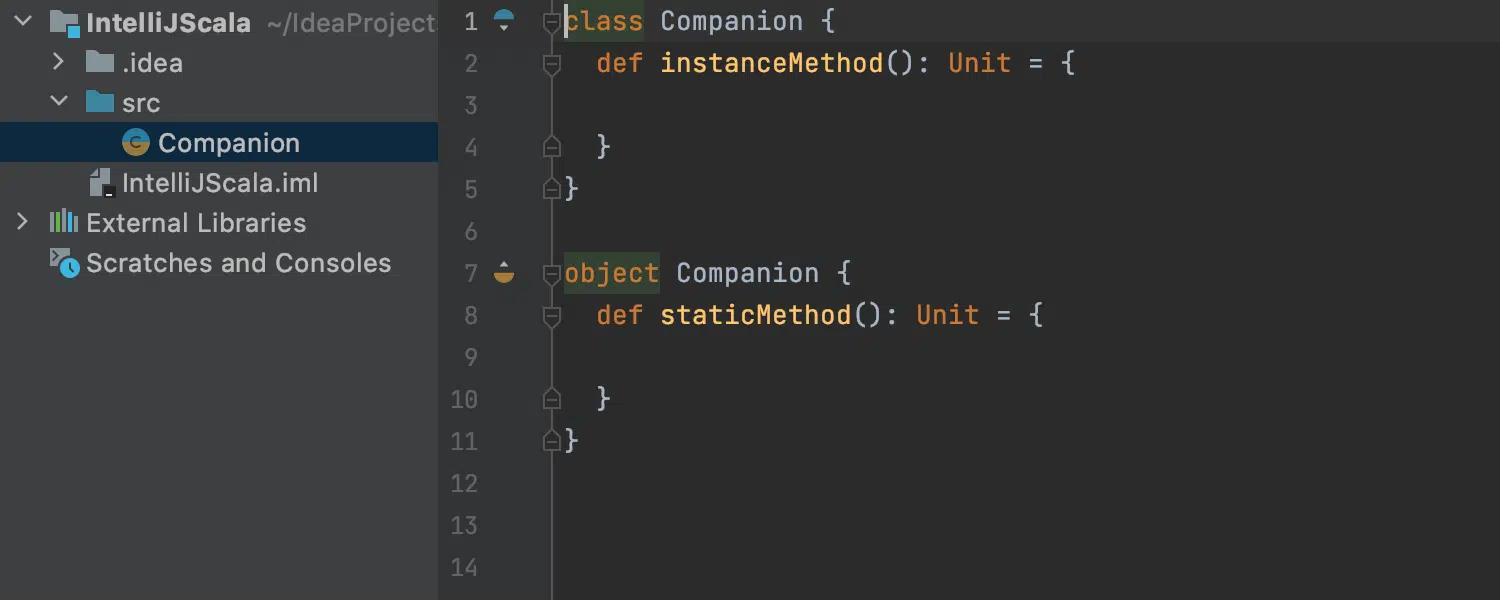 IntelliJScala ~/IdeaProject
.idea
src
C Companion
IntelliJScala.iml
External Libraries
Scratches and Consoles
1 class Companion {
2   def instanceMethod(): Unit = {
3
4   }
5 }
6
7 object Companion {
8   def staticMethod(): Unit = {
9
10   }
11 }
12
13
14